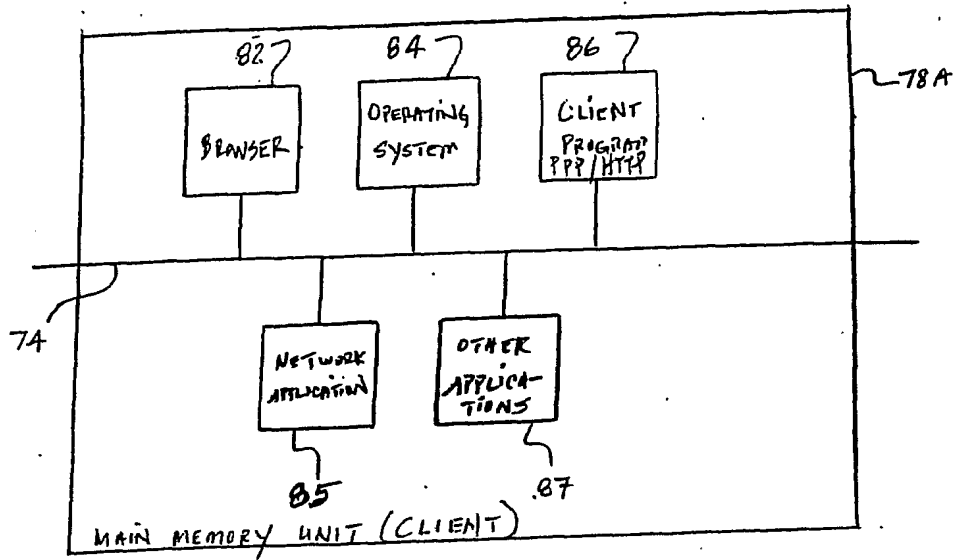 82
84
86
78A
BROWSER
OPERATING
SYSTEM
CLIENT
PROGRAM
PPP/HTTP
74
NETWORK
APPLICATION
OTHER
APPLICA-
TIONS
85
87
MAIN MEMORY UNIT (CLIENT)